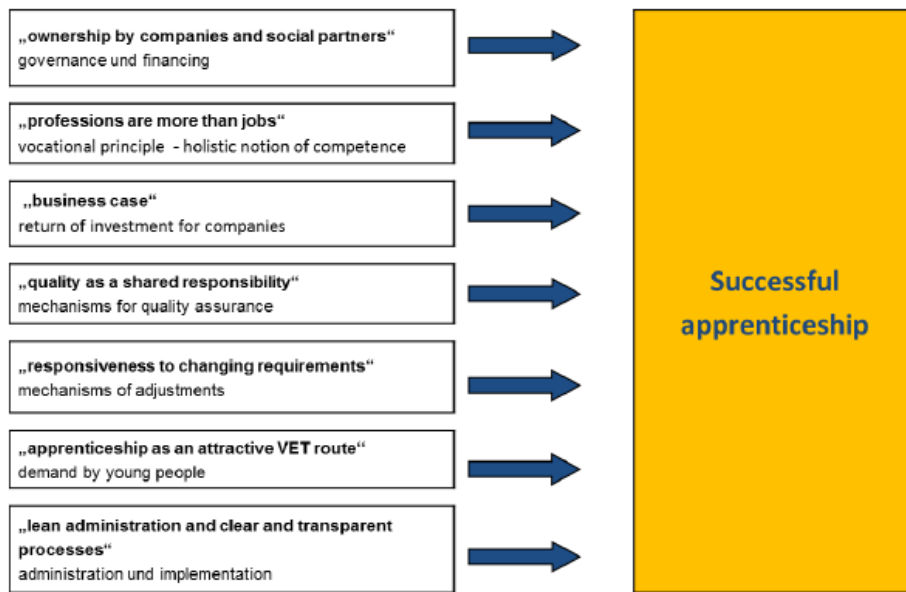 „ownership by companies and social partners“
governance und financing
„professions are more than jobs“
vocational principle - holistic notion of competence
„business case“
return of investment for companies
„quality as a shared responsibility“
mechanisms for quality assurance
„responsiveness to changing requirements“
mechanisms of adjustments
„apprenticeship as an attractive VET route“
demand by young people
„lean administration and clear and transparent
processes“
administration und implementation
Successful
apprenticeship